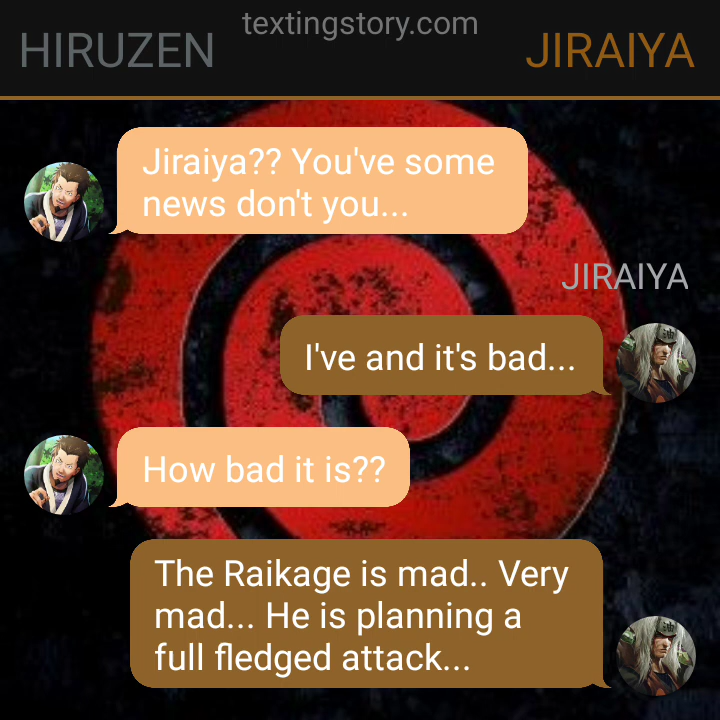 textingstory.com
HIRUZEN
JIRAIYA
Jiraiya?? You've some
news don't you...
JIRAIYA
I've and it's bad...
How bad it is??
The Raikage is mad.. Very
mad... He is planning a
full fledged attack...